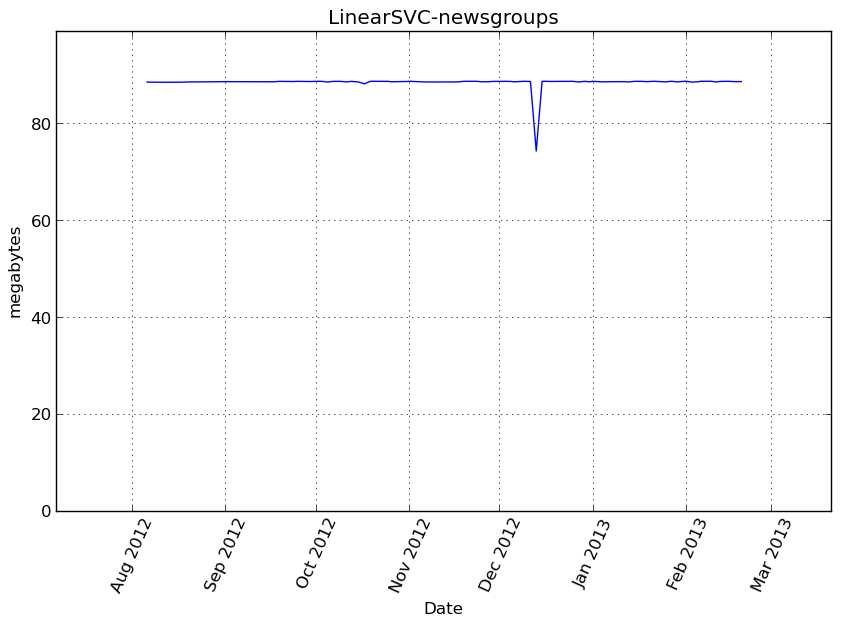 LinearSVC-newsgroups
megabytes
80
60
40
20
0
Aug 2012
Sep 2012
Oct 2012
Nov 2012
Dec 2012
Jan 2013
Feb 2013
Mar 2013
Date